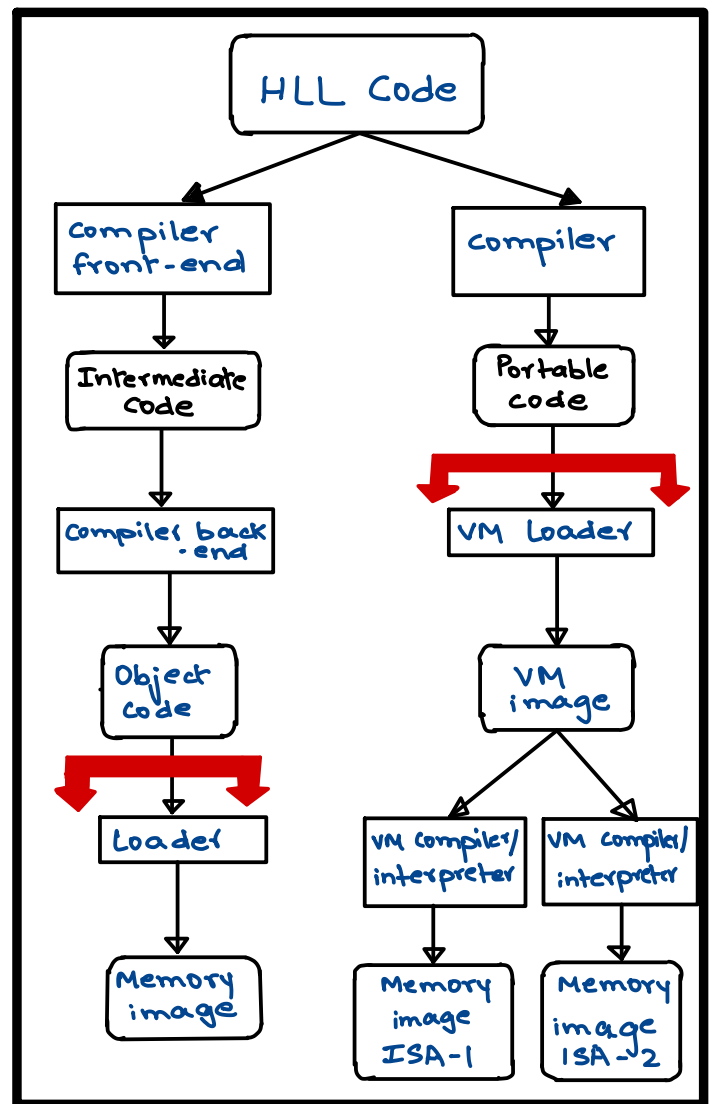 HLL Code
Compiler
front-end
Intermediate
Code
Compiler back
-end
Object
code
Loader
Memory
image
Compiler
Portable
code
VM Loader
VM
image
VM Compiler/
interpreter
Memory
image
ISA-1
VM Compiler/
interpreter
Memory
image
ISA-2